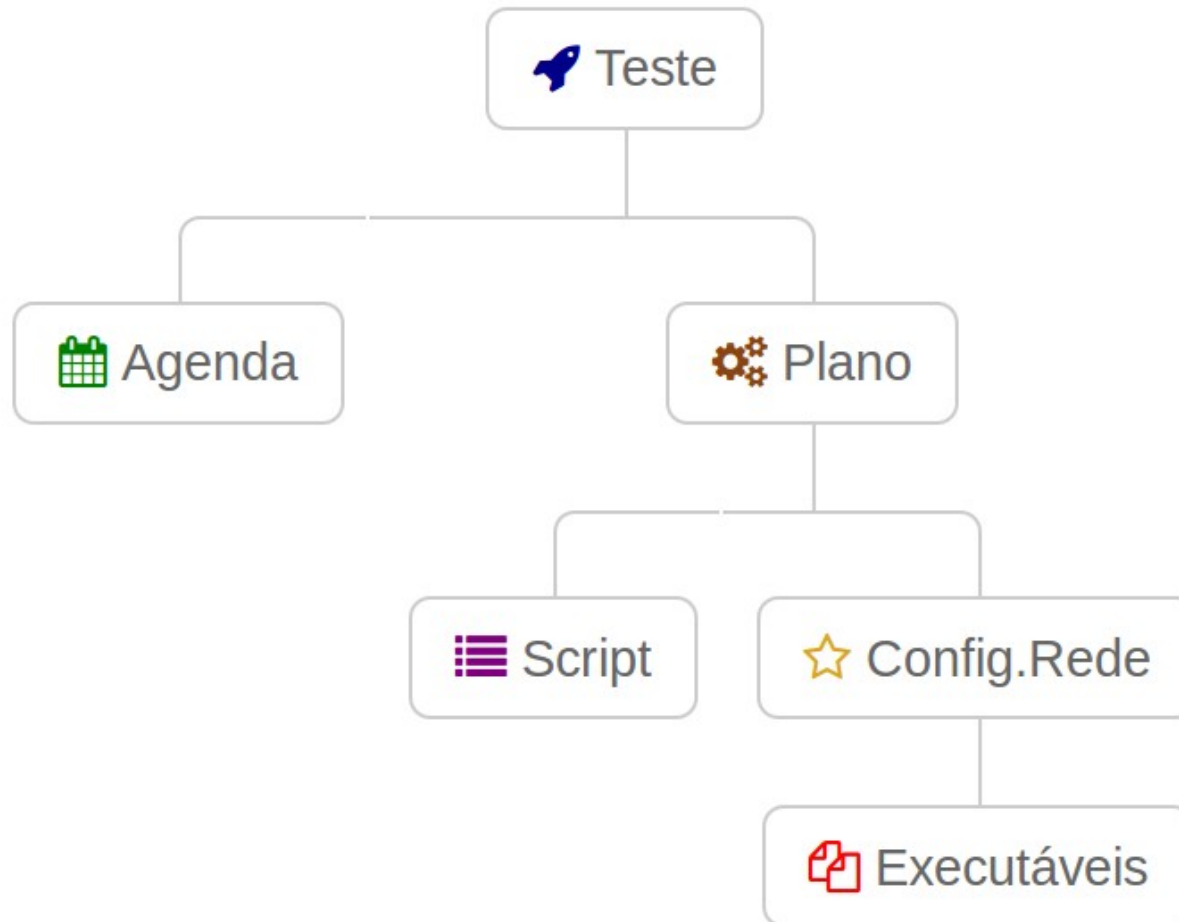 Teste
Agenda
Plano
Script
Config.Rede
Executáveis